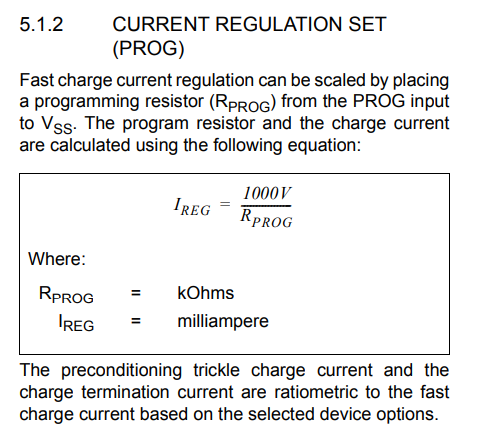 5.1.2 CURRENT REGULATION SET
(PROG)
Fast charge current regulation can be scaled by placing
a programming resistor (RPROG) from the PROG input
to VSS. The program resistor and the charge current
are calculated using the following equation:
IREG = 1000V / RPROG
Where:
RPROG = kOhms
IREG = milliampere
The preconditioning trickle charge current and the
charge termination current are ratiometric to the fast
charge current based on the selected device options.